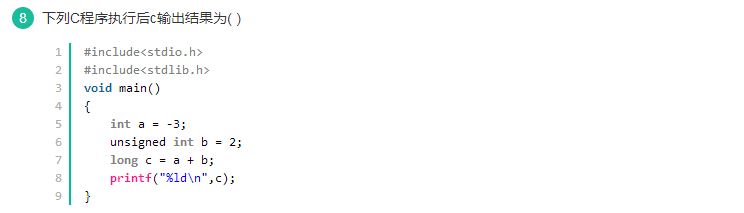 8 下列C程序执行后c输出结果为( )
1 #include<stdio.h>
2 #include<stdlib.h>
3 void main()
4 {
5     int a = -3;
6     unsigned int b = 2;
7     long c = a + b;
8     printf("%ld\n",c);
9 }